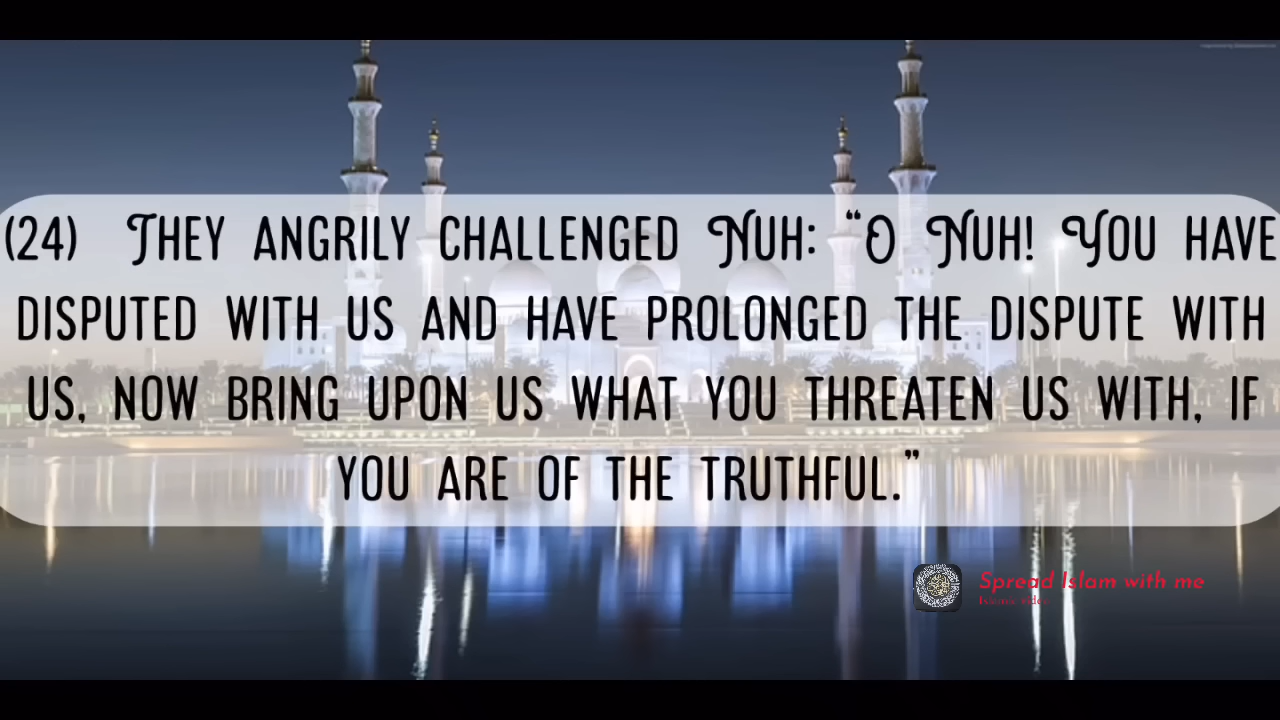 (24) They angrily challenged Nuh: “O Nuh! You have
disputed with us and have prolonged the dispute with
us, now bring upon us what you threaten us with, if
you are of the truthful.”
Spread Islam with me